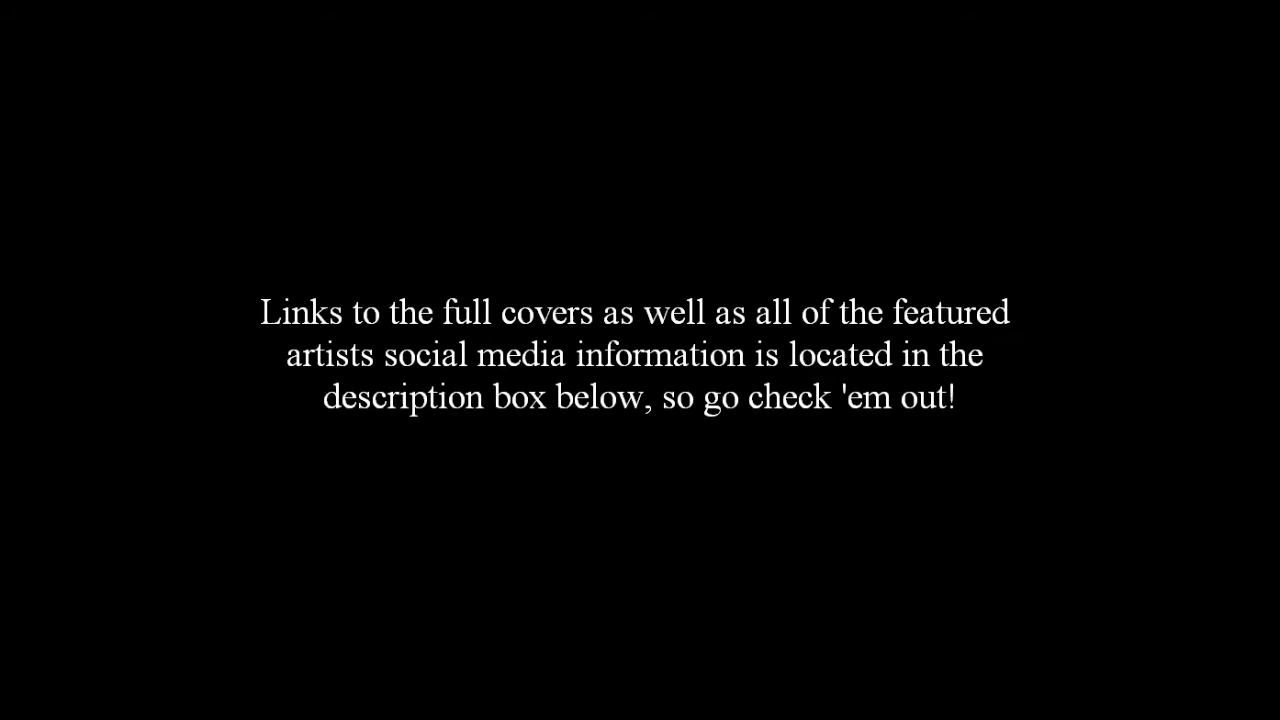 Links to the full covers as well as all of the featured
artists social media information is located in the
description box below, so go check 'em out!